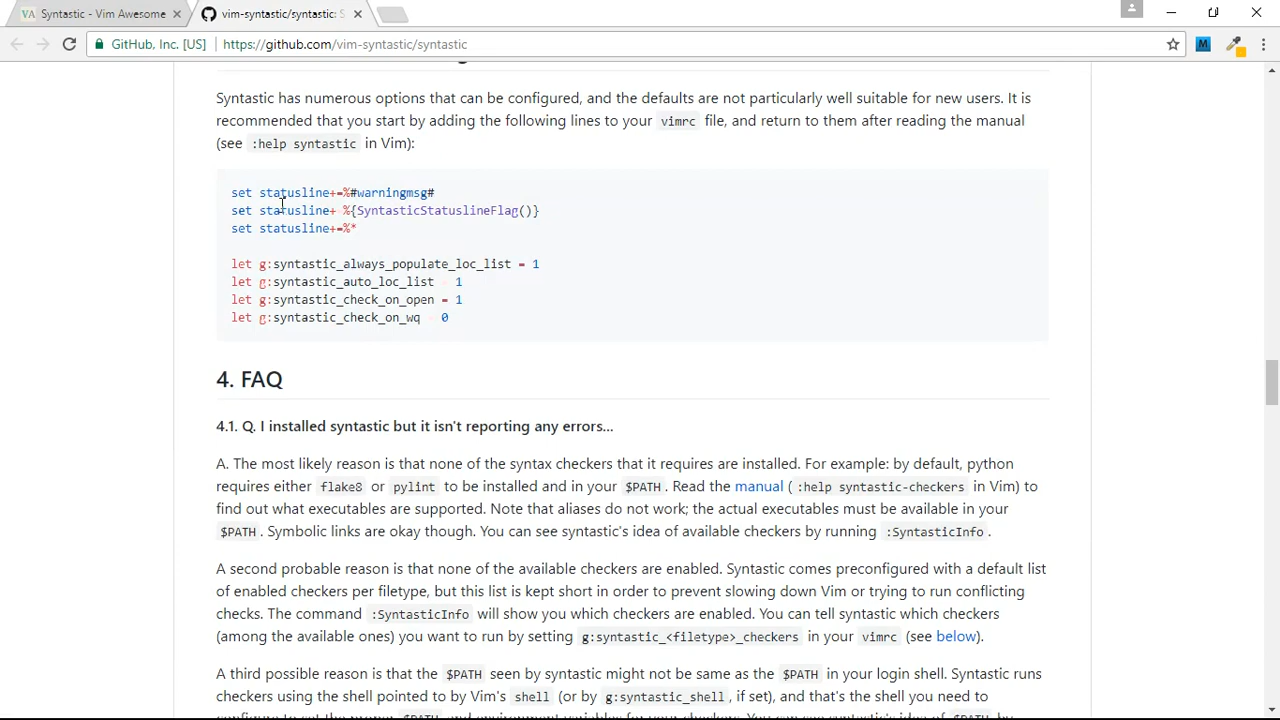 Syntastic - Vim Awesome
vim-syntastic/syntastic: S
GitHub, Inc. [US]
https://github.com/vim-syntastic/syntastic
Syntastic has numerous options that can be configured, and the defaults are not particularly well suitable for new users. It is
recommended that you start by adding the following lines to your vimrc file, and return to them after reading the manual
(see :help syntastic in Vim):
set statusline+=%#warningmsg#
set statusline+ %{SyntasticStatuslineFlag()}
set statusline+=%*
let g:syntastic_always_populate_loc_list = 1
let g:syntastic_auto_loc_list 1
let g:syntastic_check_on_open = 1
let g:syntastic_check_on_wq 0
4. FAQ
4.1. Q. I installed syntastic but it isn't reporting any errors...
A. The most likely reason is that none of the syntax checkers that it requires are installed. For example: by default, python
requires either flake8 or pylint to be installed and in your $PATH. Read the manual ( :help syntastic-checkers in Vim) to
find out what executables are supported. Note that aliases do not work; the actual executables must be available in your
$PATH. Symbolic links are okay though. You can see syntastic's idea of available checkers by running :SyntasticInfo.
A second probable reason is that none of the available checkers are enabled. Syntastic comes preconfigured with a default list
of enabled checkers per filetype, but this list is kept short in order to prevent slowing down Vim or trying to run conflicting
checks. The command :SyntasticInfo will show you which checkers are enabled. You can tell syntastic which checkers
(among the available ones) you want to run by setting g:syntastic_<filetype>_checkers in your vimrc (see below).
A third possible reason is that the $PATH seen by syntastic might not be same as the $PATH in your login shell. Syntastic runs
checkers using the shell pointed to by Vim's shell (or by g:syntastic_shell, if set), and that's the shell you need to